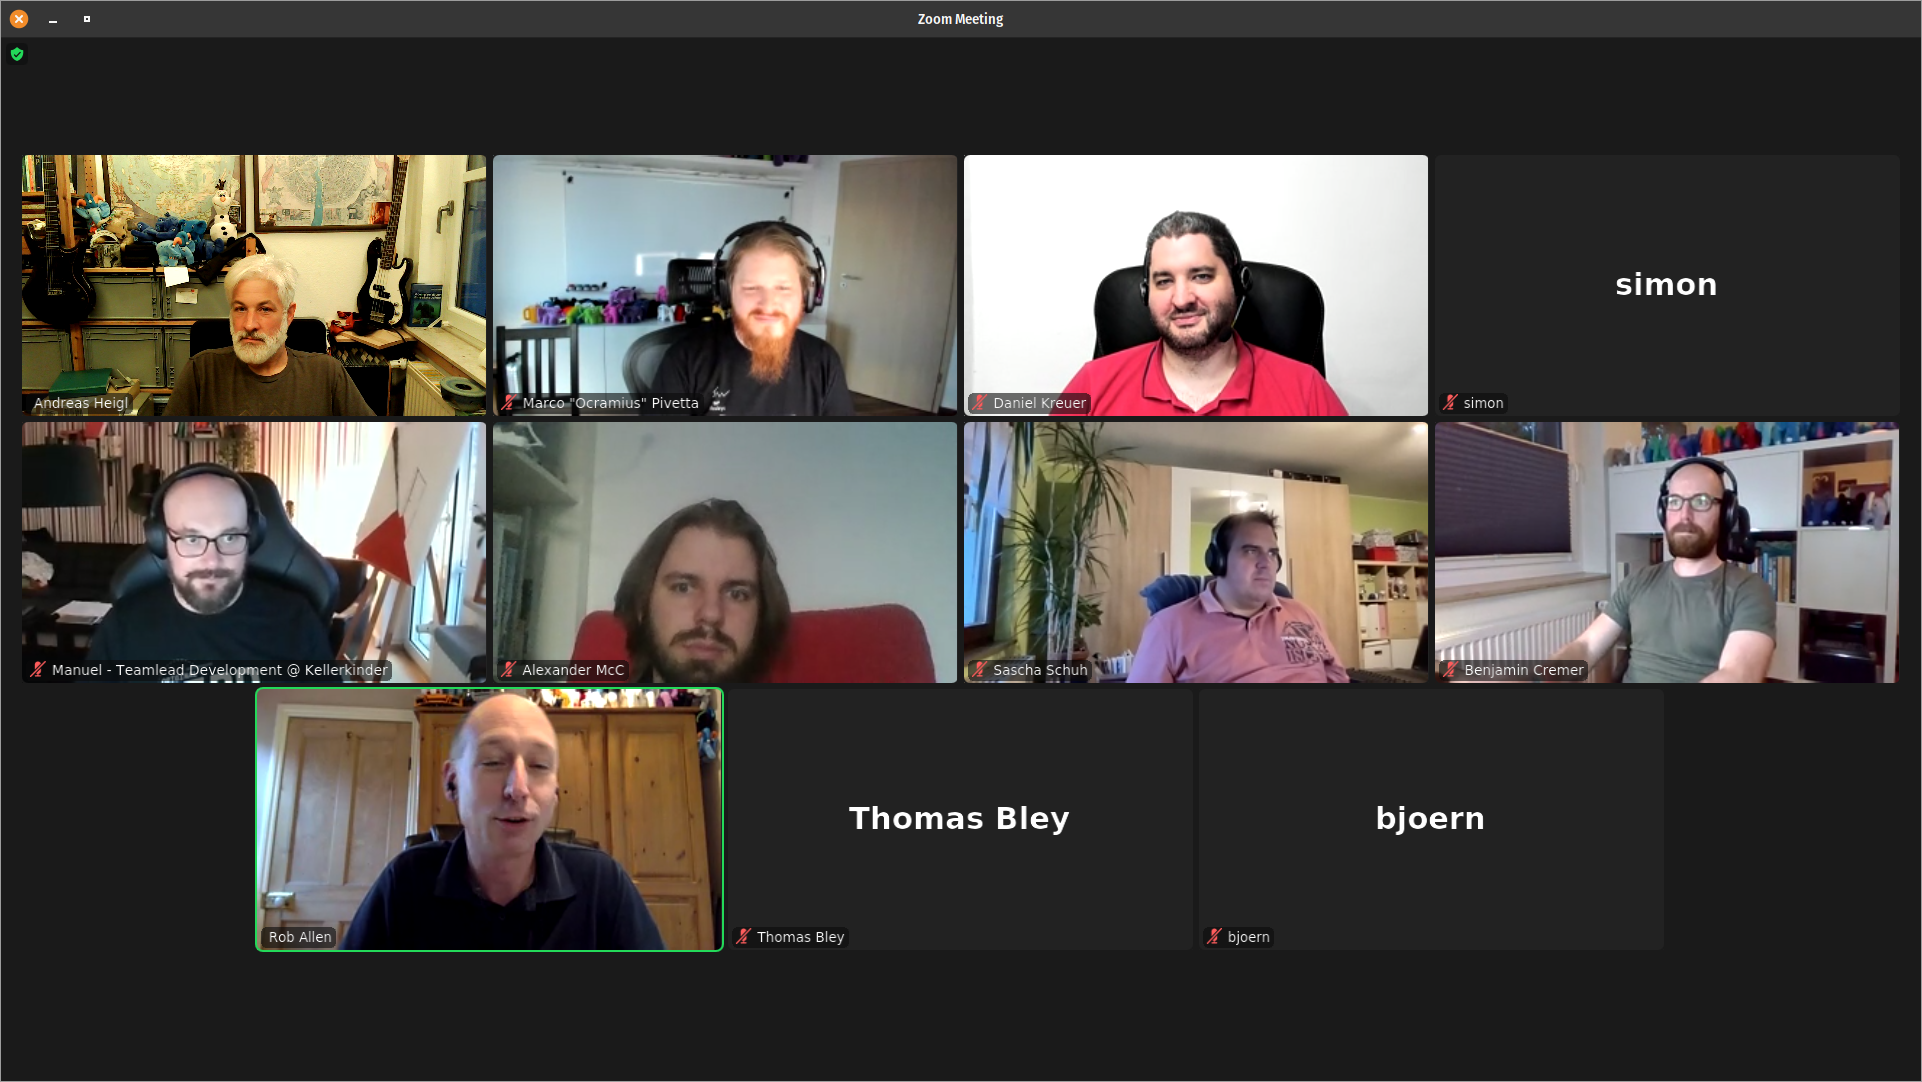 Zoom Meeting
Andreas Heigl
Marco "Ocramius" Pivetta
Daniel Kreuer
simon
simon
Manuel - Teamlead Development @ Kellerkinder
Alexander McC
Sascha Schuh
Benjamin Cremer
Rob Allen
Thomas Bley
Thomas Bley
bjoern
bjoern